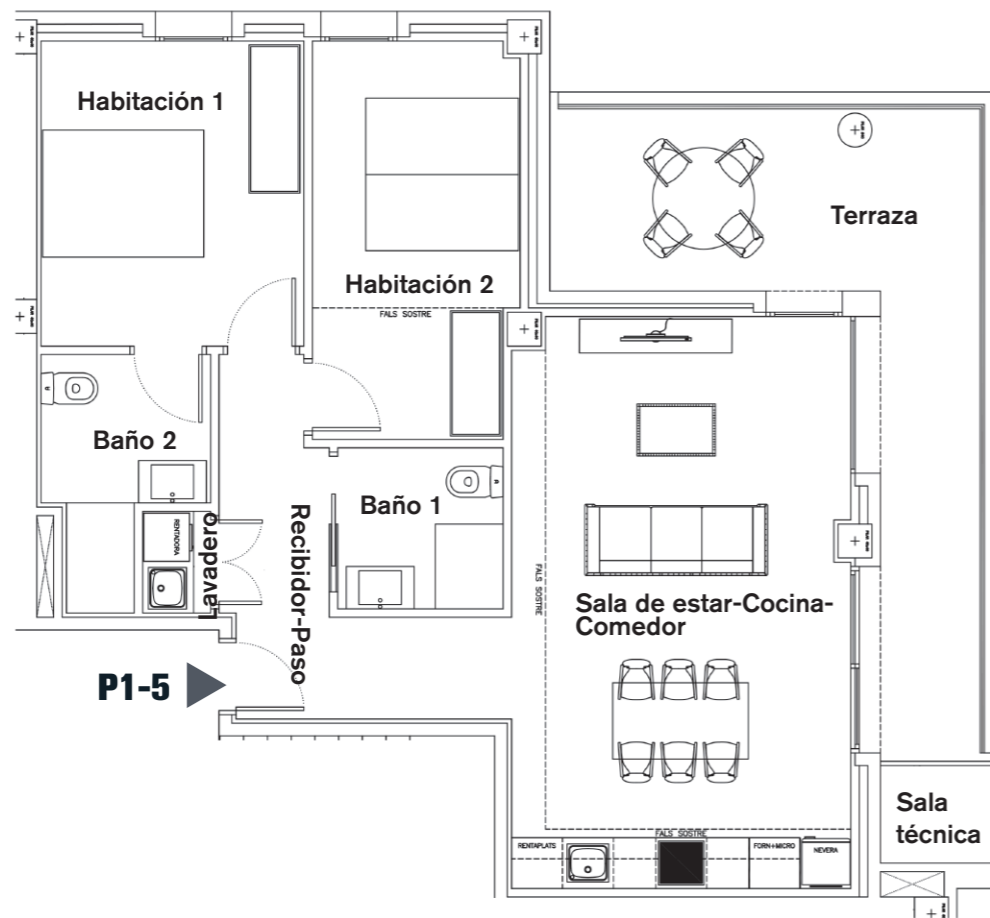 Habitación 1
Terraza
Habitación 2
FALS SOSTRE
Baño 2
Baño 1
RENTADORA
Lavadero
Recibidor-Paso
FALS SOSTRE
Sala de estar-Cocina-
Comedor
P1-5
Sala
técnica
FALS SOSTRE
RENTAPLATS
FORN+MICRO
NEVERA